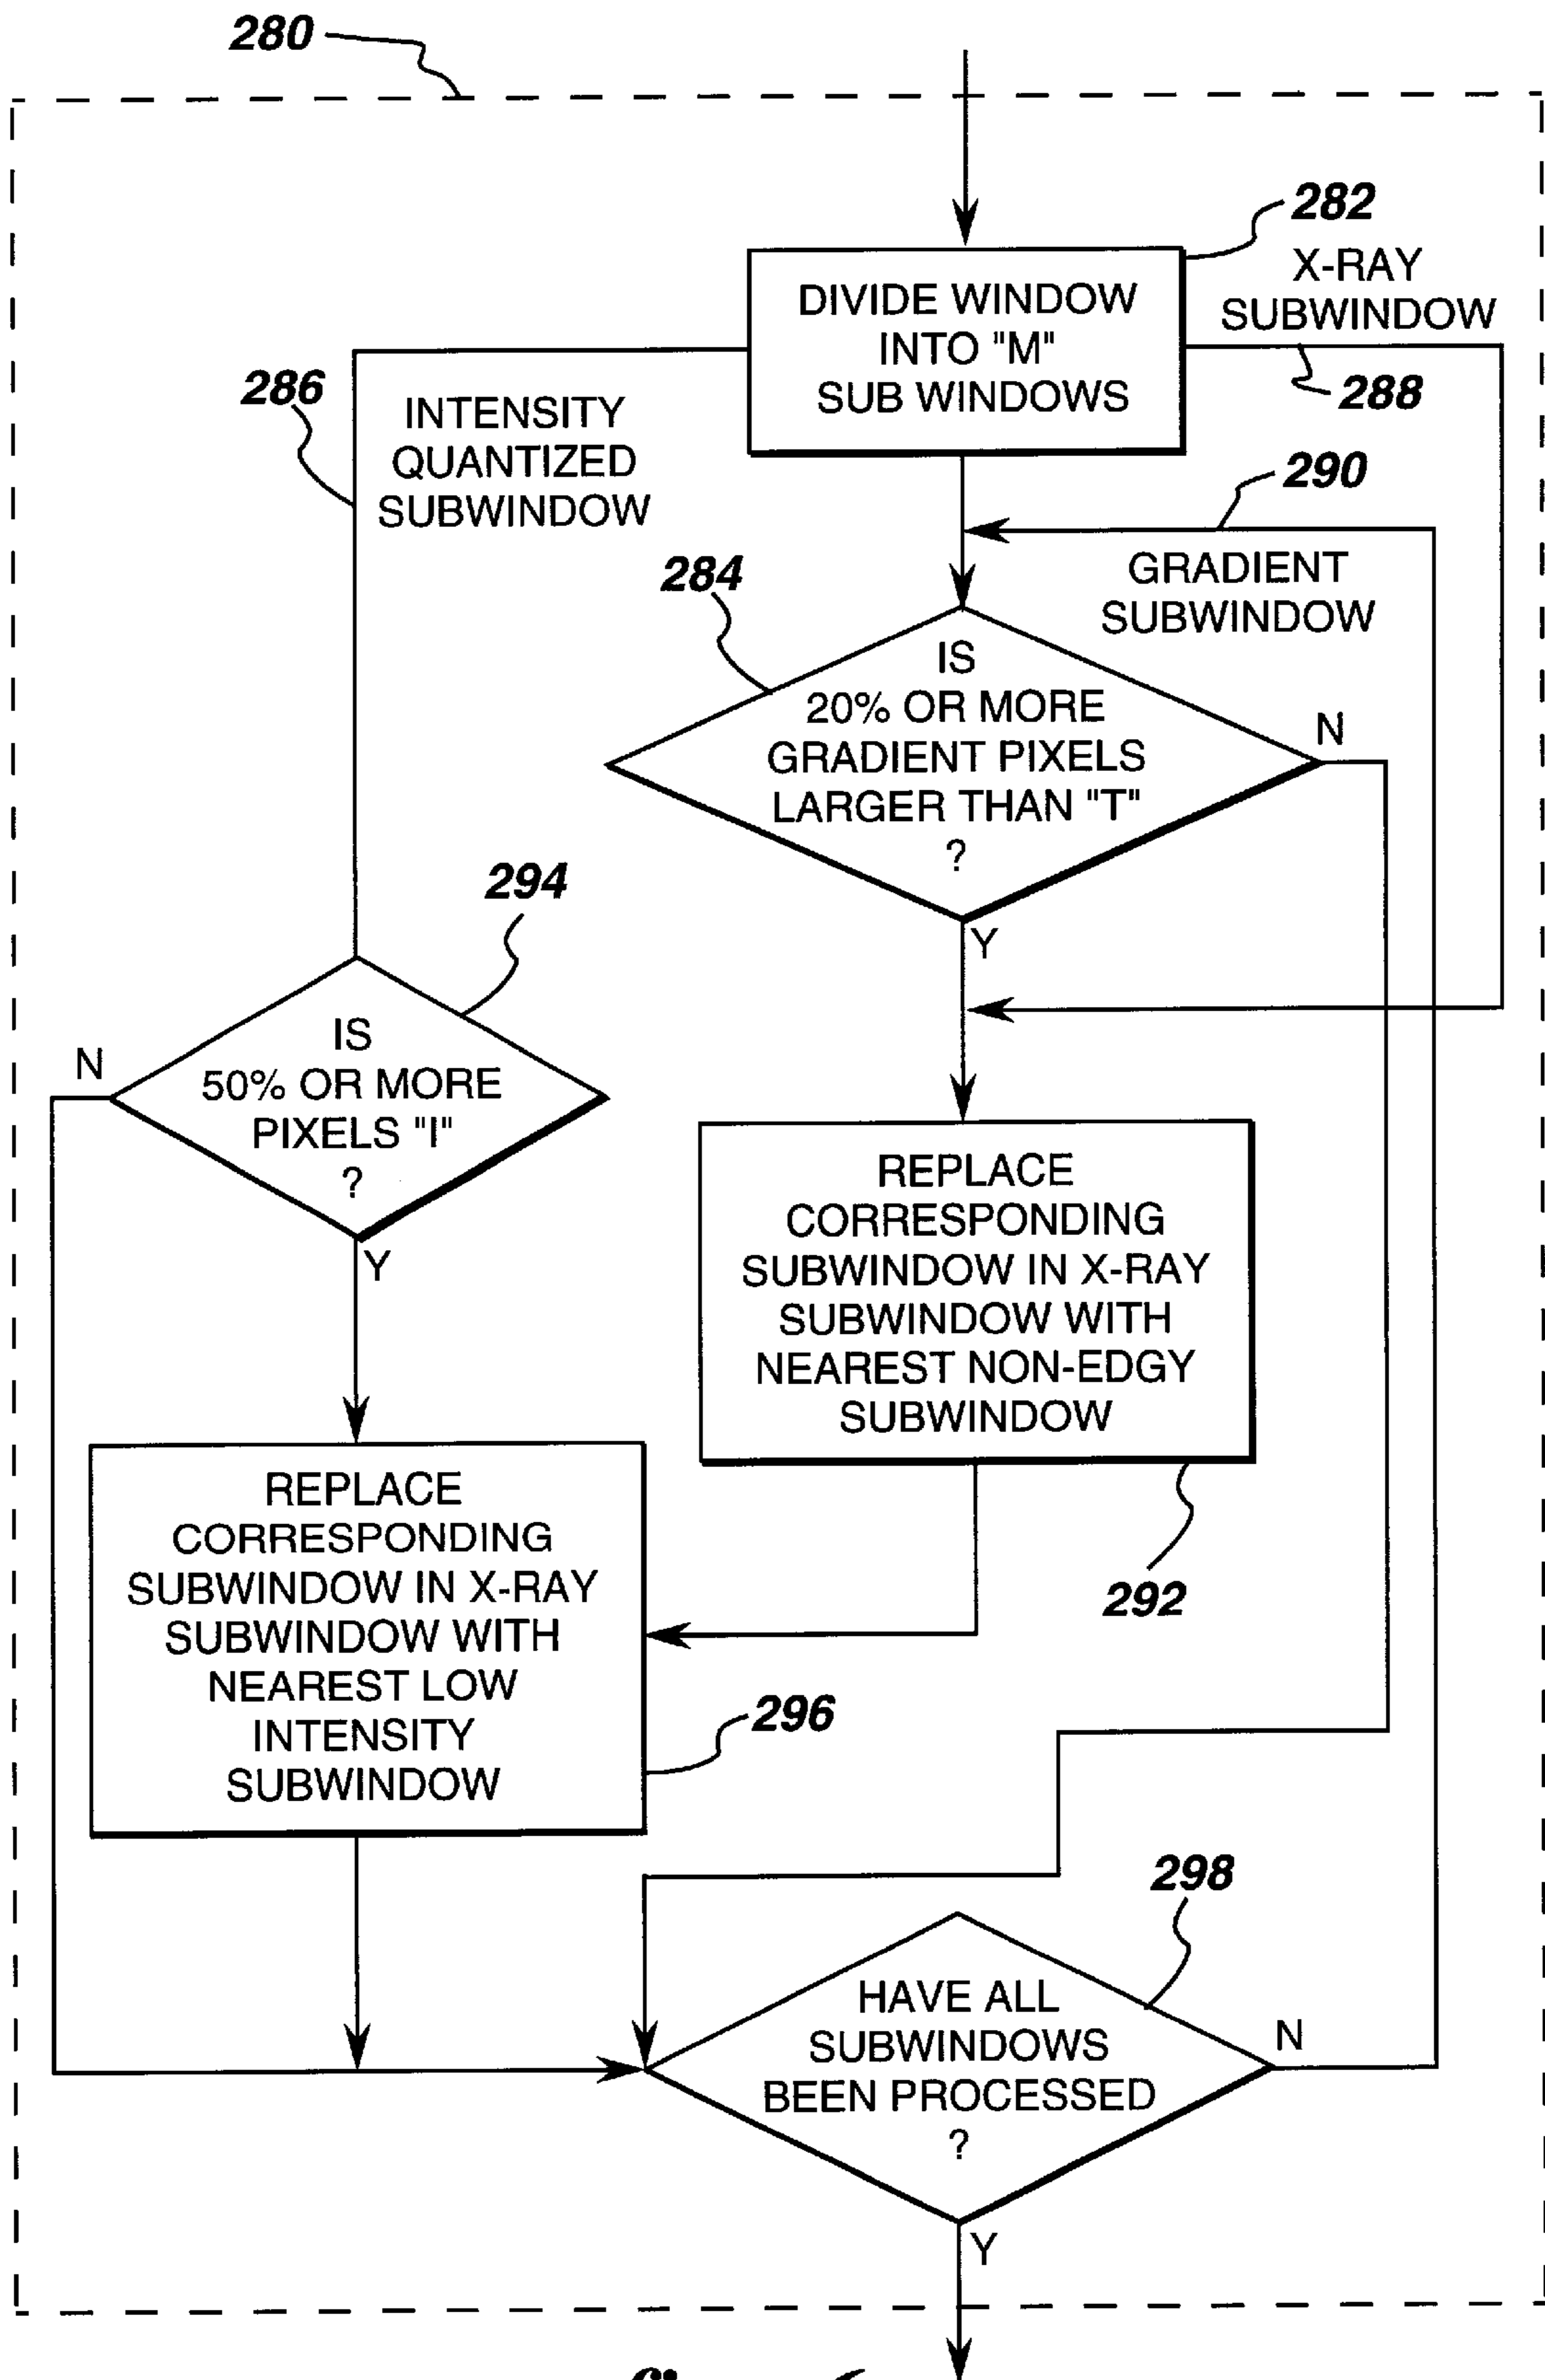 280
282
X-RAY
SUBWINDOW
DIVIDE WINDOW
INTO "M"
SUB WINDOWS
288
286
INTENSITY
QUANTIZED
SUBWINDOW
290
GRADIENT
SUBWINDOW
284
IS
20% OR MORE
GRADIENT PIXELS
LARGER THAN "T"
?
N
Y
294
IS
50% OR MORE
PIXELS "I"
?
N
Y
REPLACE
CORRESPONDING
SUBWINDOW IN X-RAY
SUBWINDOW WITH
NEAREST NON-EDGY
SUBWINDOW
292
REPLACE
CORRESPONDING
SUBWINDOW IN X-RAY
SUBWINDOW WITH
NEAREST LOW
INTENSITY
SUBWINDOW
296
298
HAVE ALL
SUBWINDOWS
BEEN PROCESSED
?
N
Y